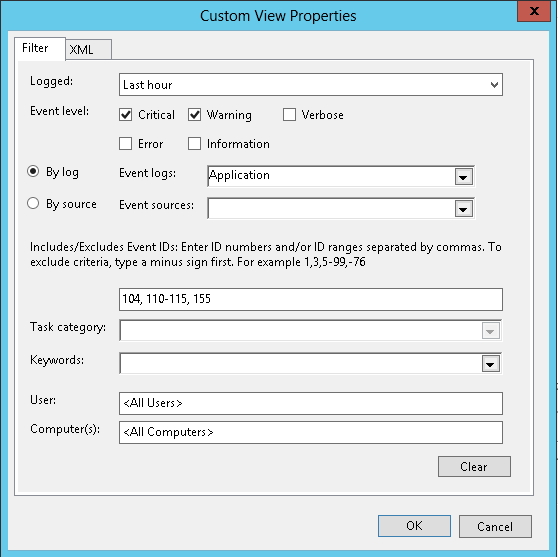 Custom View Properties
x
Filter XML
Logged: Last hour
Event level: Critical Warning Verbose
Error Information
By log Event logs: Application
By source Event sources:
Includes/Excludes Event IDs: Enter ID numbers and/or ID ranges separated by commas. To
exclude criteria, type a minus sign first. For example 1,3,5-99,-76
104, 110-115, 155
Task category:
Keywords:
User: <All Users>
Computer(s): <All Computers>
Clear
OK Cancel